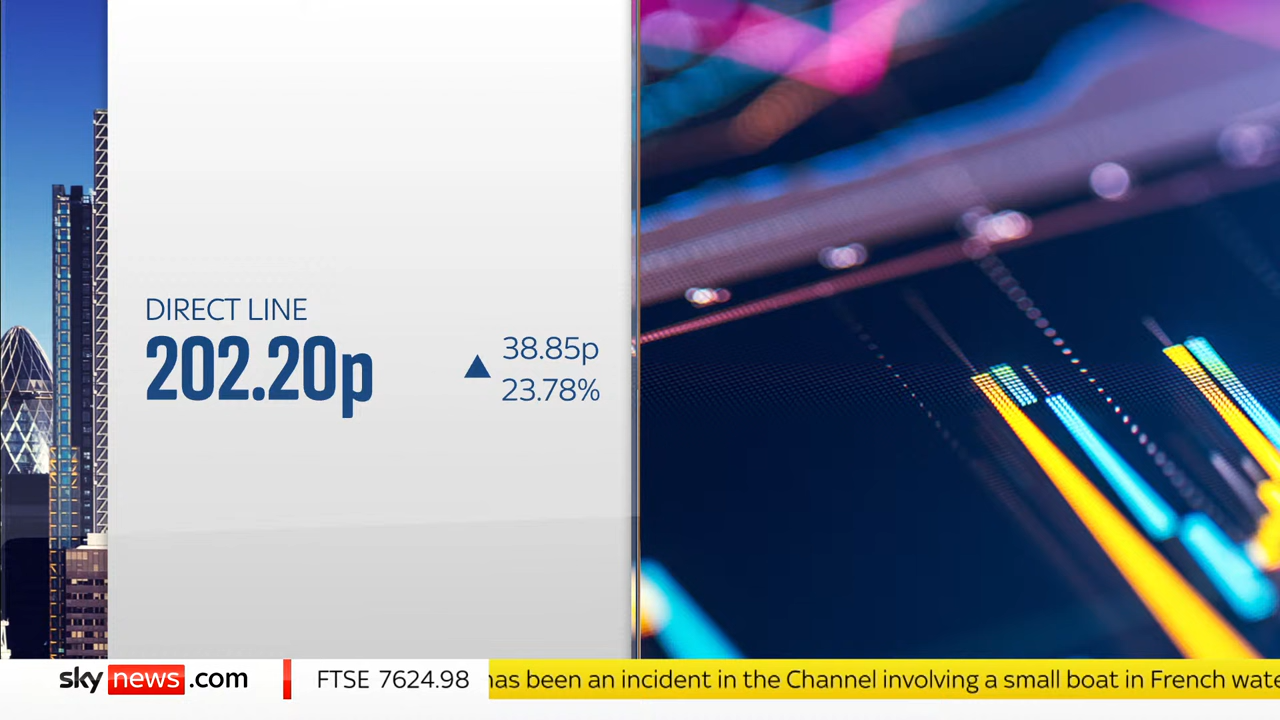 DIRECT LINE
202.20p
▲ 38.85p
23.78%
sky news .com
FTSE 7624.98
has been an incident in the Channel involving a small boat in French